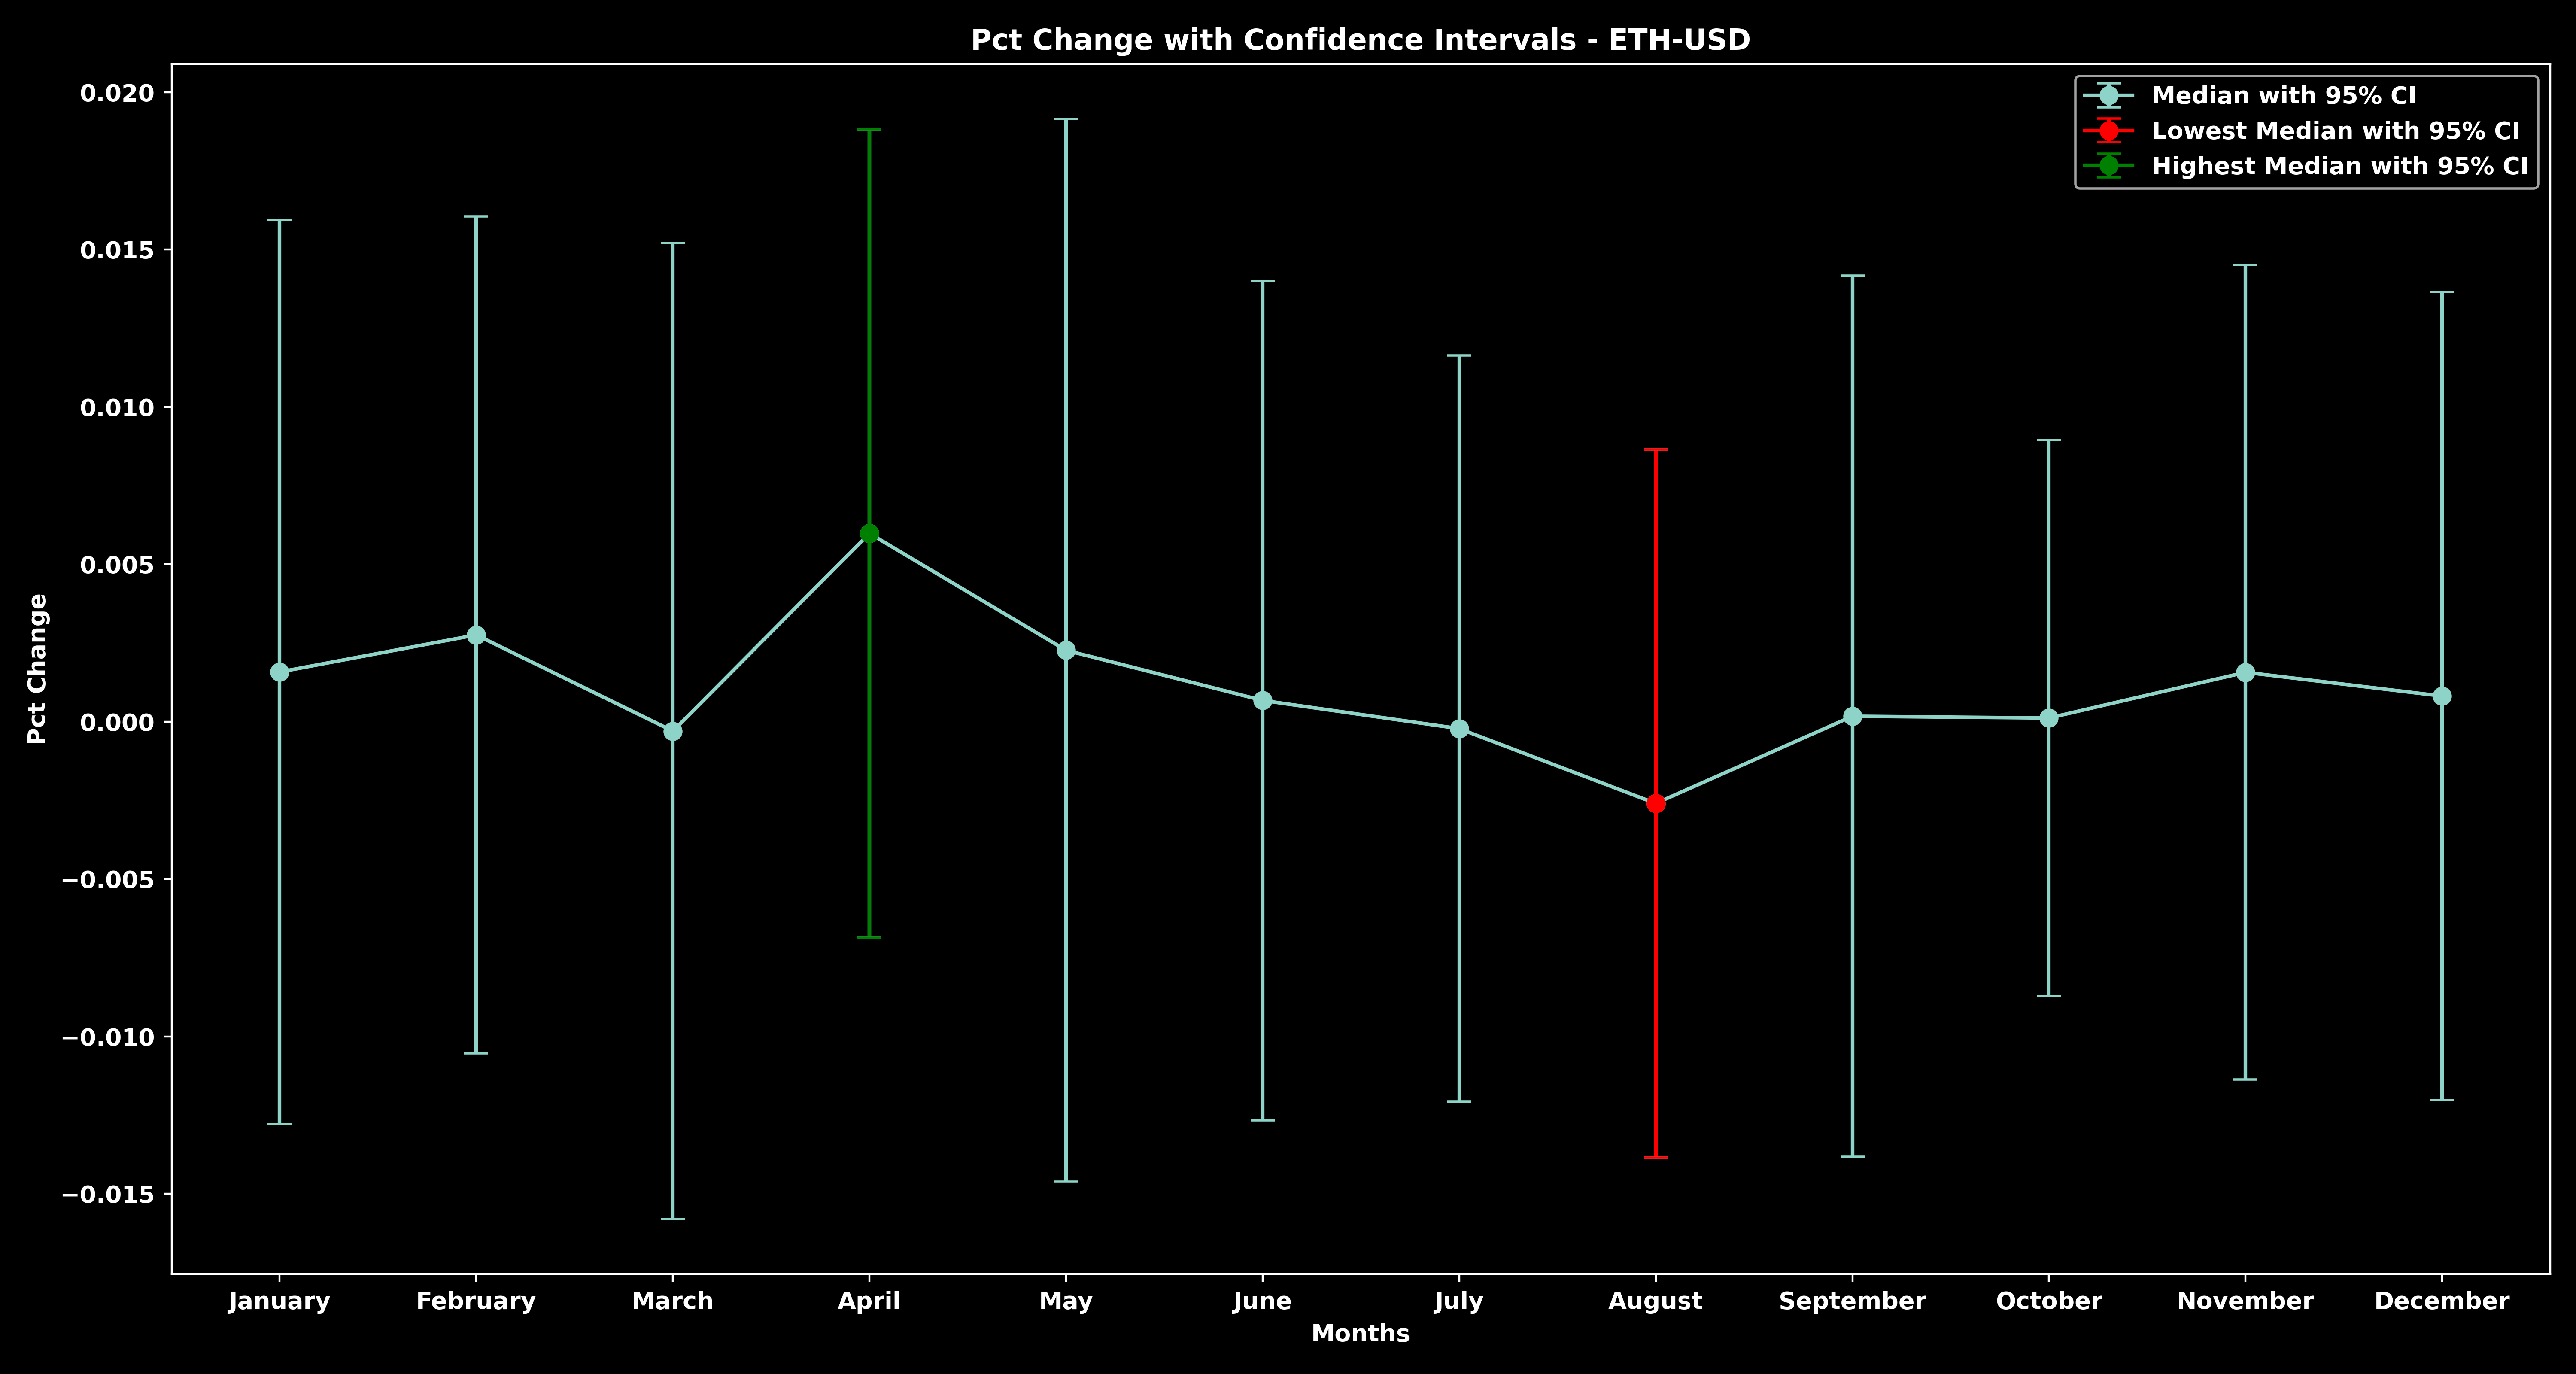 Pct Change with Confidence Intervals - ETH-USD
Median with 95% CI
Lowest Median with 95% CI
Highest Median with 95% CI
Pct Change
0.020
0.015
0.010
0.005
0.000
−0.005
−0.010
−0.015
January February March April May June July August September October November December
Months